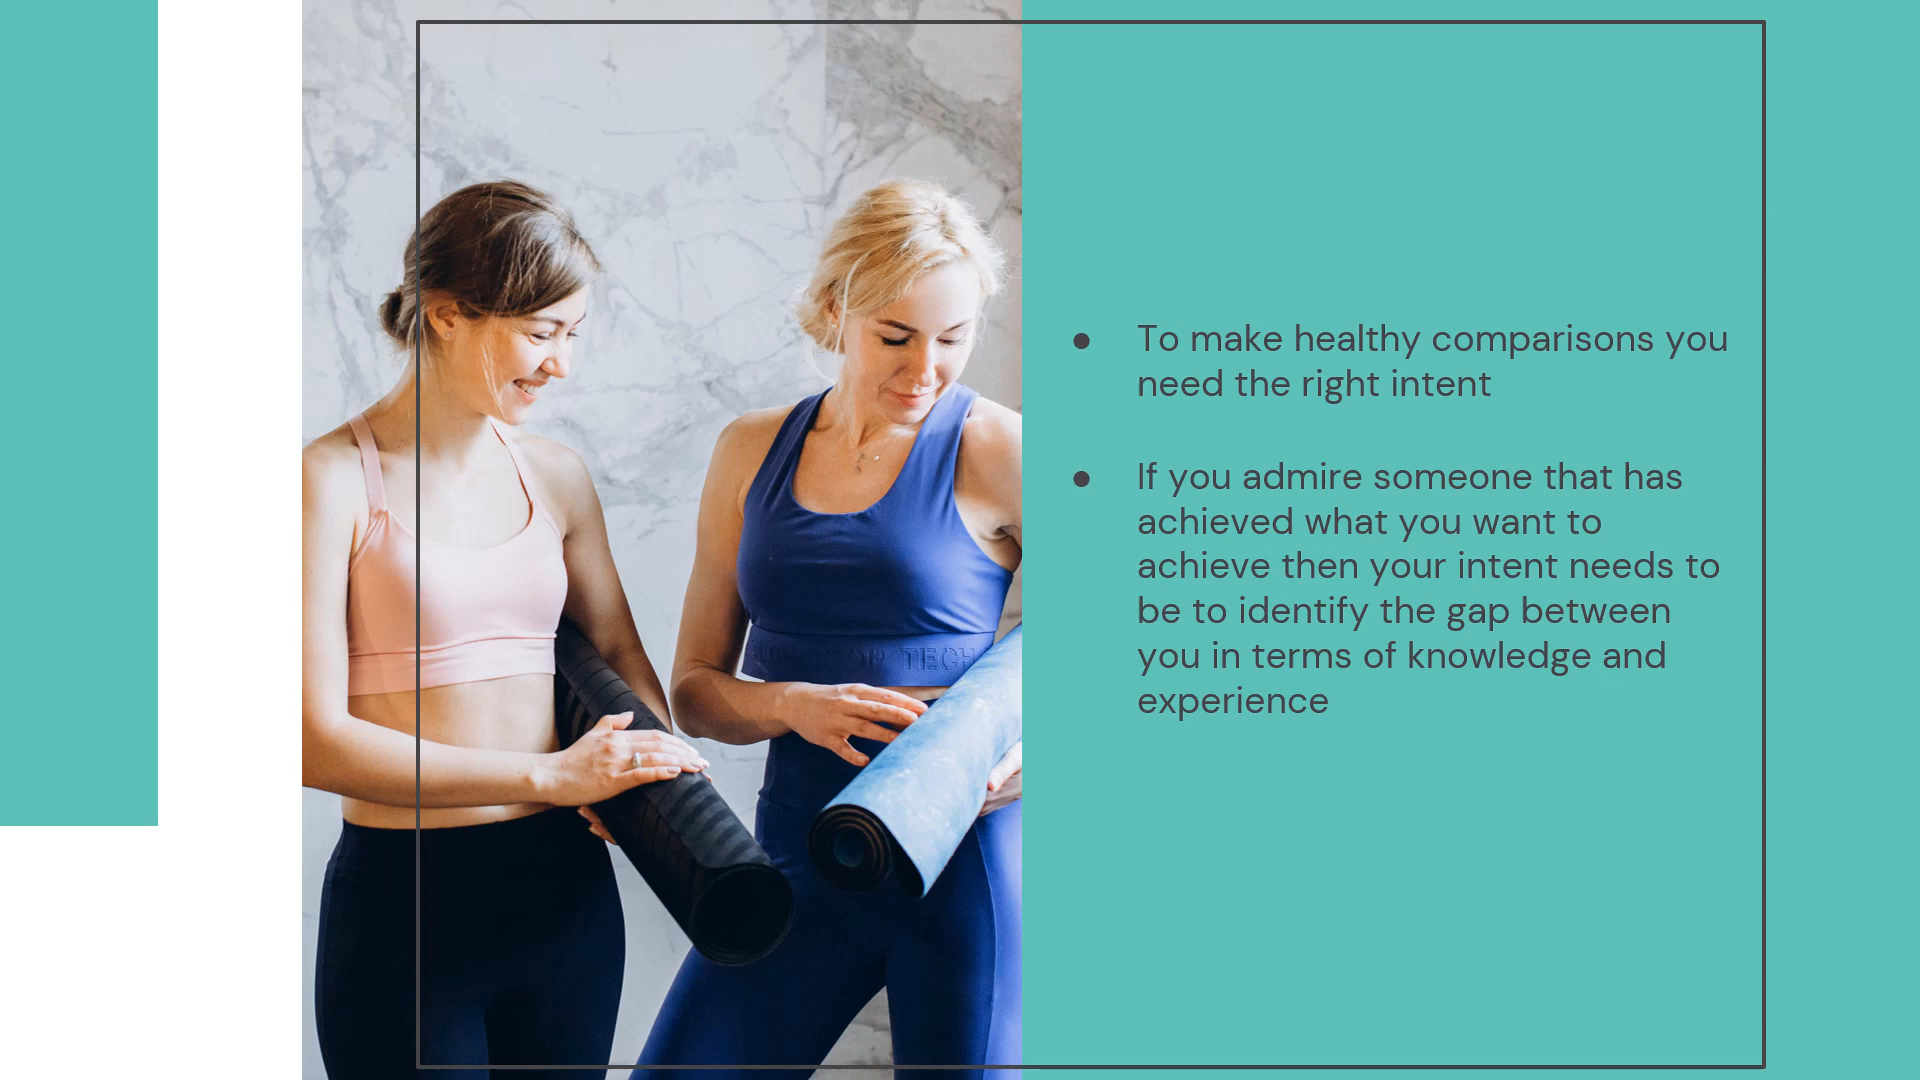 ● To make healthy comparisons you
need the right intent
● If you admire someone that has
achieved what you want to
achieve then your intent needs to
be to identify the gap between
you in terms of knowledge and
experience
TECH